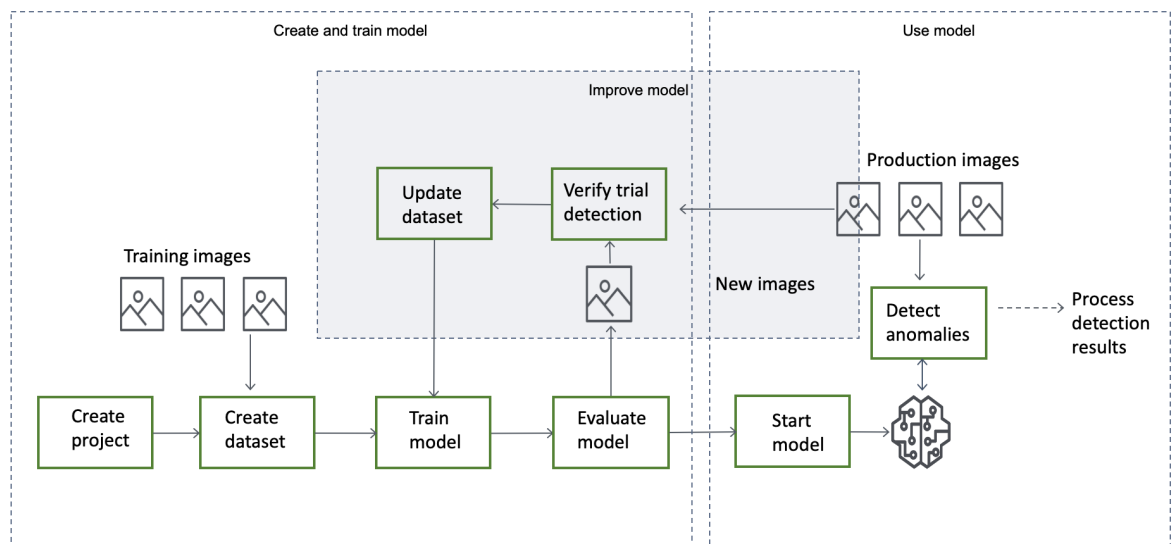 Create and train model
Use model
Improve model
Production images
Update
dataset
Verify trial
detection
Training images
New images
Detect
anomalies
Process
detection
results
Create
project
Create
dataset
Train
model
Evaluate
model
Start
model